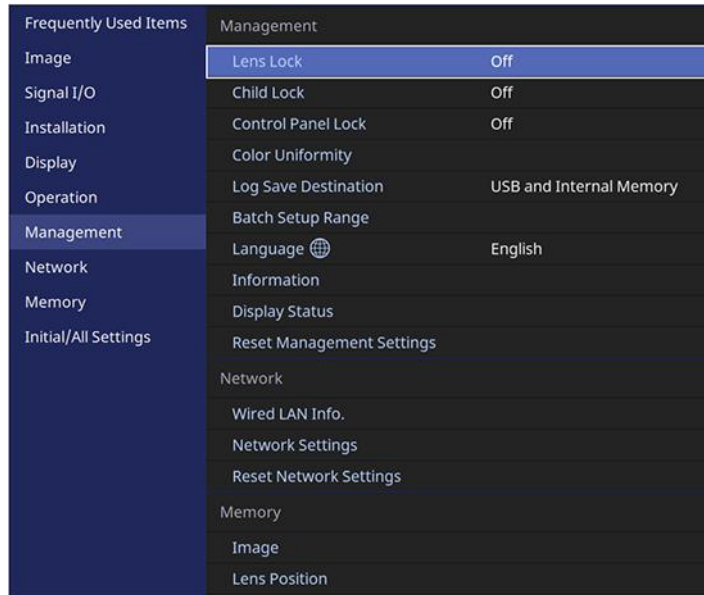 Frequently Used Items
Image
Signal I/O
Installation
Display
Operation
Management
Network
Memory
Initial/All Settings
Management
Lens Lock Off
Child Lock Off
Control Panel Lock Off
Color Uniformity
Log Save Destination USB and Internal Memory
Batch Setup Range
Language English
Information
Display Status
Reset Management Settings
Network
Wired LAN Info.
Network Settings
Reset Network Settings
Memory
Image
Lens Position